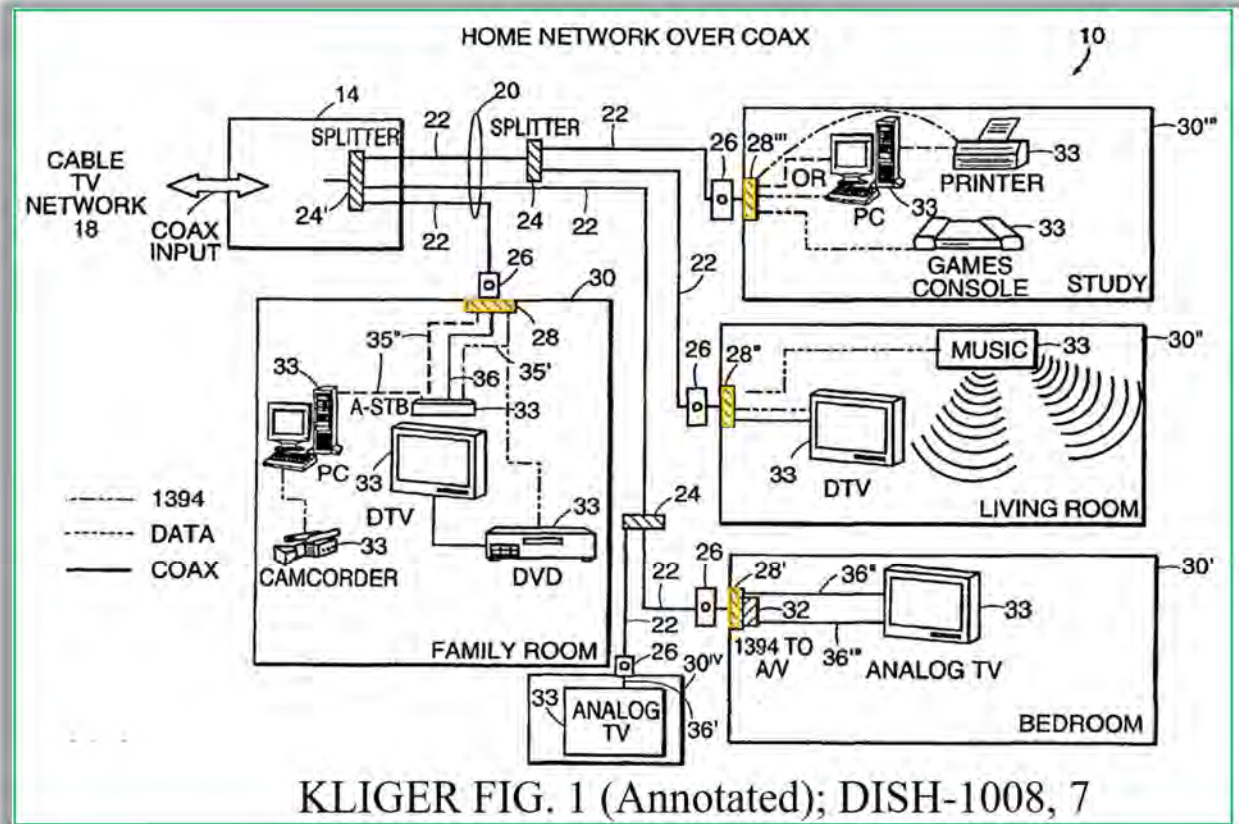 HOME NETWORK OVER COAX
10
14
SPLITTER
22
20
SPLITTER
22
26
28'''
OR
PC
33
33
PRINTER
33
GAMES
CONSOLE
STUDY
30'''
CABLE
TV
NETWORK
18
COAX
INPUT
24'
22
24
22
22
26
30
28
35"
35'
36
33
A-STB
33
PC
33
DTV
33
DVD
33
CAMCORDER
FAMILY ROOM
1394
DATA
COAX
26
28"
MUSIC
33
30"
33
DTV
LIVING ROOM
24
22
22
26
28'
32
1394 TO
A/V
36"
36'''
33
ANALOG TV
30'
BEDROOM
26
30IV
33
ANALOG
TV
36'
KLIGER FIG. 1 (Annotated); DISH-1008, 7